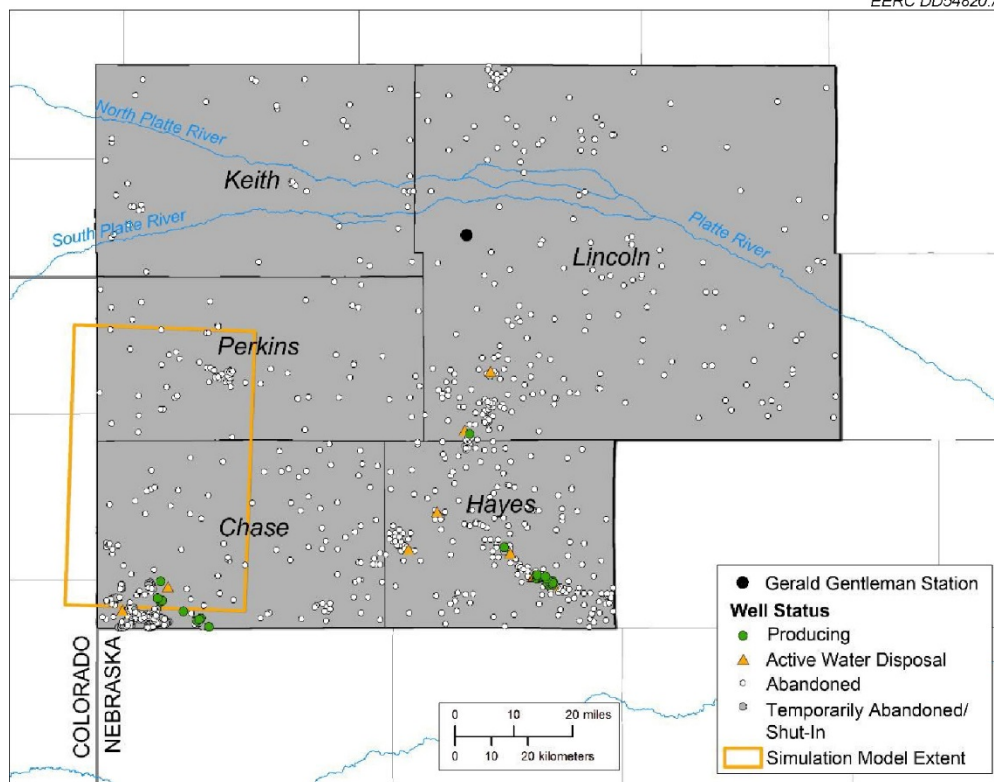 EERC DD54820.A
North Platte River
Keith
South Platte River
Platte River
Lincoln
Perkins
Chase
Hayes
COLORADO
NEBRASKA
0 10 20 miles
0 10 20 kilometers
Gerald Gentleman Station
Well Status
Producing
Active Water Disposal
Abandoned
Temporarily Abandoned/
Shut-In
Simulation Model Extent